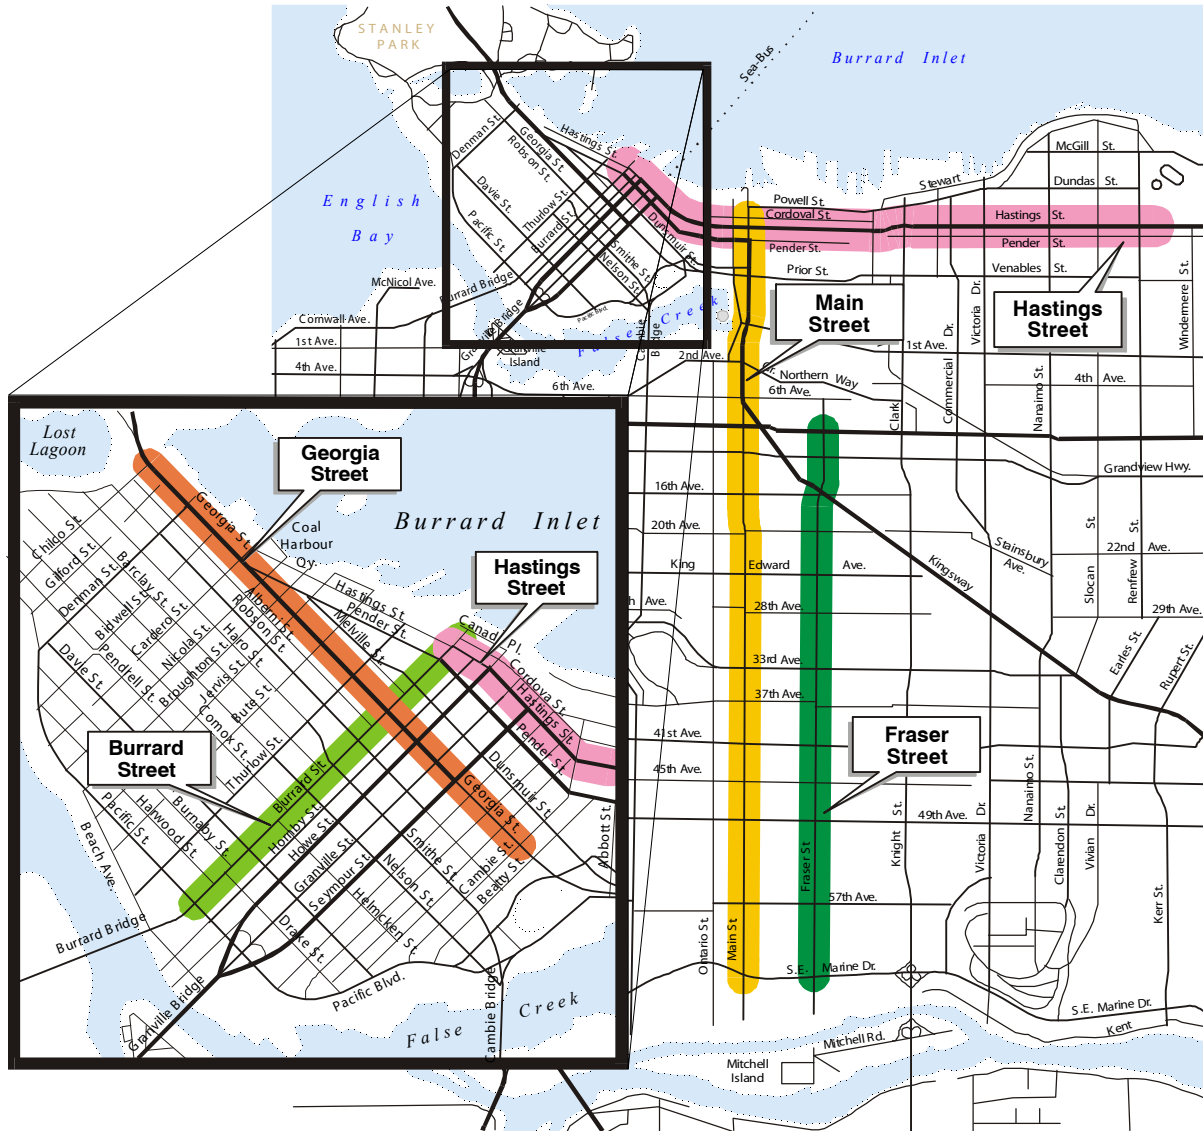 STANLEY
PARK
Burrard Inlet
Sea-Bus
English
Bay
Denman St.
Georgia St.
Robson St.
Hastings St.
Davie St.
Thurlow St.
Burrard St.
Pacific St.
Dunsmuir St.
Smithe St.
Nelson St.
Pacific Blvd.
Burrard Bridge
Granville Bridge
Granville
Island
False Creek
Cambie
Bridge
McNicol Ave.
Cornwall Ave.
1st Ave.
4th Ave.
6th Ave.
2nd Ave.
McGill St.
Dundas St.
Stewart
Powell St.
Cordoval St.
Hastings St.
Pender St.
Pender St.
Prior St.
Venables St.
Main
Street
Hastings
Street
1st Ave.
4th Ave.
Gr. Northern Way
6th Ave.
Clark
Commercial Dr.
Victoria Dr.
Nanaimo St.
Windermere St.
Grandview Hwy.
16th Ave.
20th Ave.
22nd Ave.
Stainsbury
Ave.
Kingsway
King Edward Ave.
h Ave.
28th Ave.
29th Ave.
Slocan St.
Renfrew St.
Earles St.
Rupert St.
33rd Ave.
37th Ave.
41st Ave.
45th Ave.
49th Ave.
57th Ave.
Fraser
Street
Fraser St
Main St.
Ontario St.
Knight St.
Victoria Dr.
Nanaimo St.
Clarendon St.
Vivian Dr.
Kerr St.
S.E. Marine Dr.
S.E. Marine Dr.
Kent
Mitchell Rd.
Mitchell
Island
Lost
Lagoon
Georgia
Street
Georgia St.
Coal
Harbour
Qy
Burrard Inlet
Hastings
Street
Chilco St.
Gilford St.
Denman St.
Barclay St.
Bidwell St.
Cardero St.
Nicola St.
Broughton St.
Jervis St.
Bute St.
Pendrell St.
Davie St
Comox St.
Thurlow St.
Haro St.
Robson St.
Alberni St.
Melville St.
Pender St.
Hastings St.
Canada Pl.
Cordova St.
Hastings St.
Pender St.
Dunsmuir St
Georgia St.
Burrard
Street
Burrard St.
Hornby St.
Howe St.
Granville St.
Seymour St.
Pacific St.
Harwood St.
Burnaby St.
Beach Ave.
Smithe St.
Nelson St.
Helmcken St.
Drake St.
Cambie St.
Beatty St.
Abbott St.
Burrard Bridge
Granville Bridge
Pacific Blvd.
Cambie Bridge
False Creek